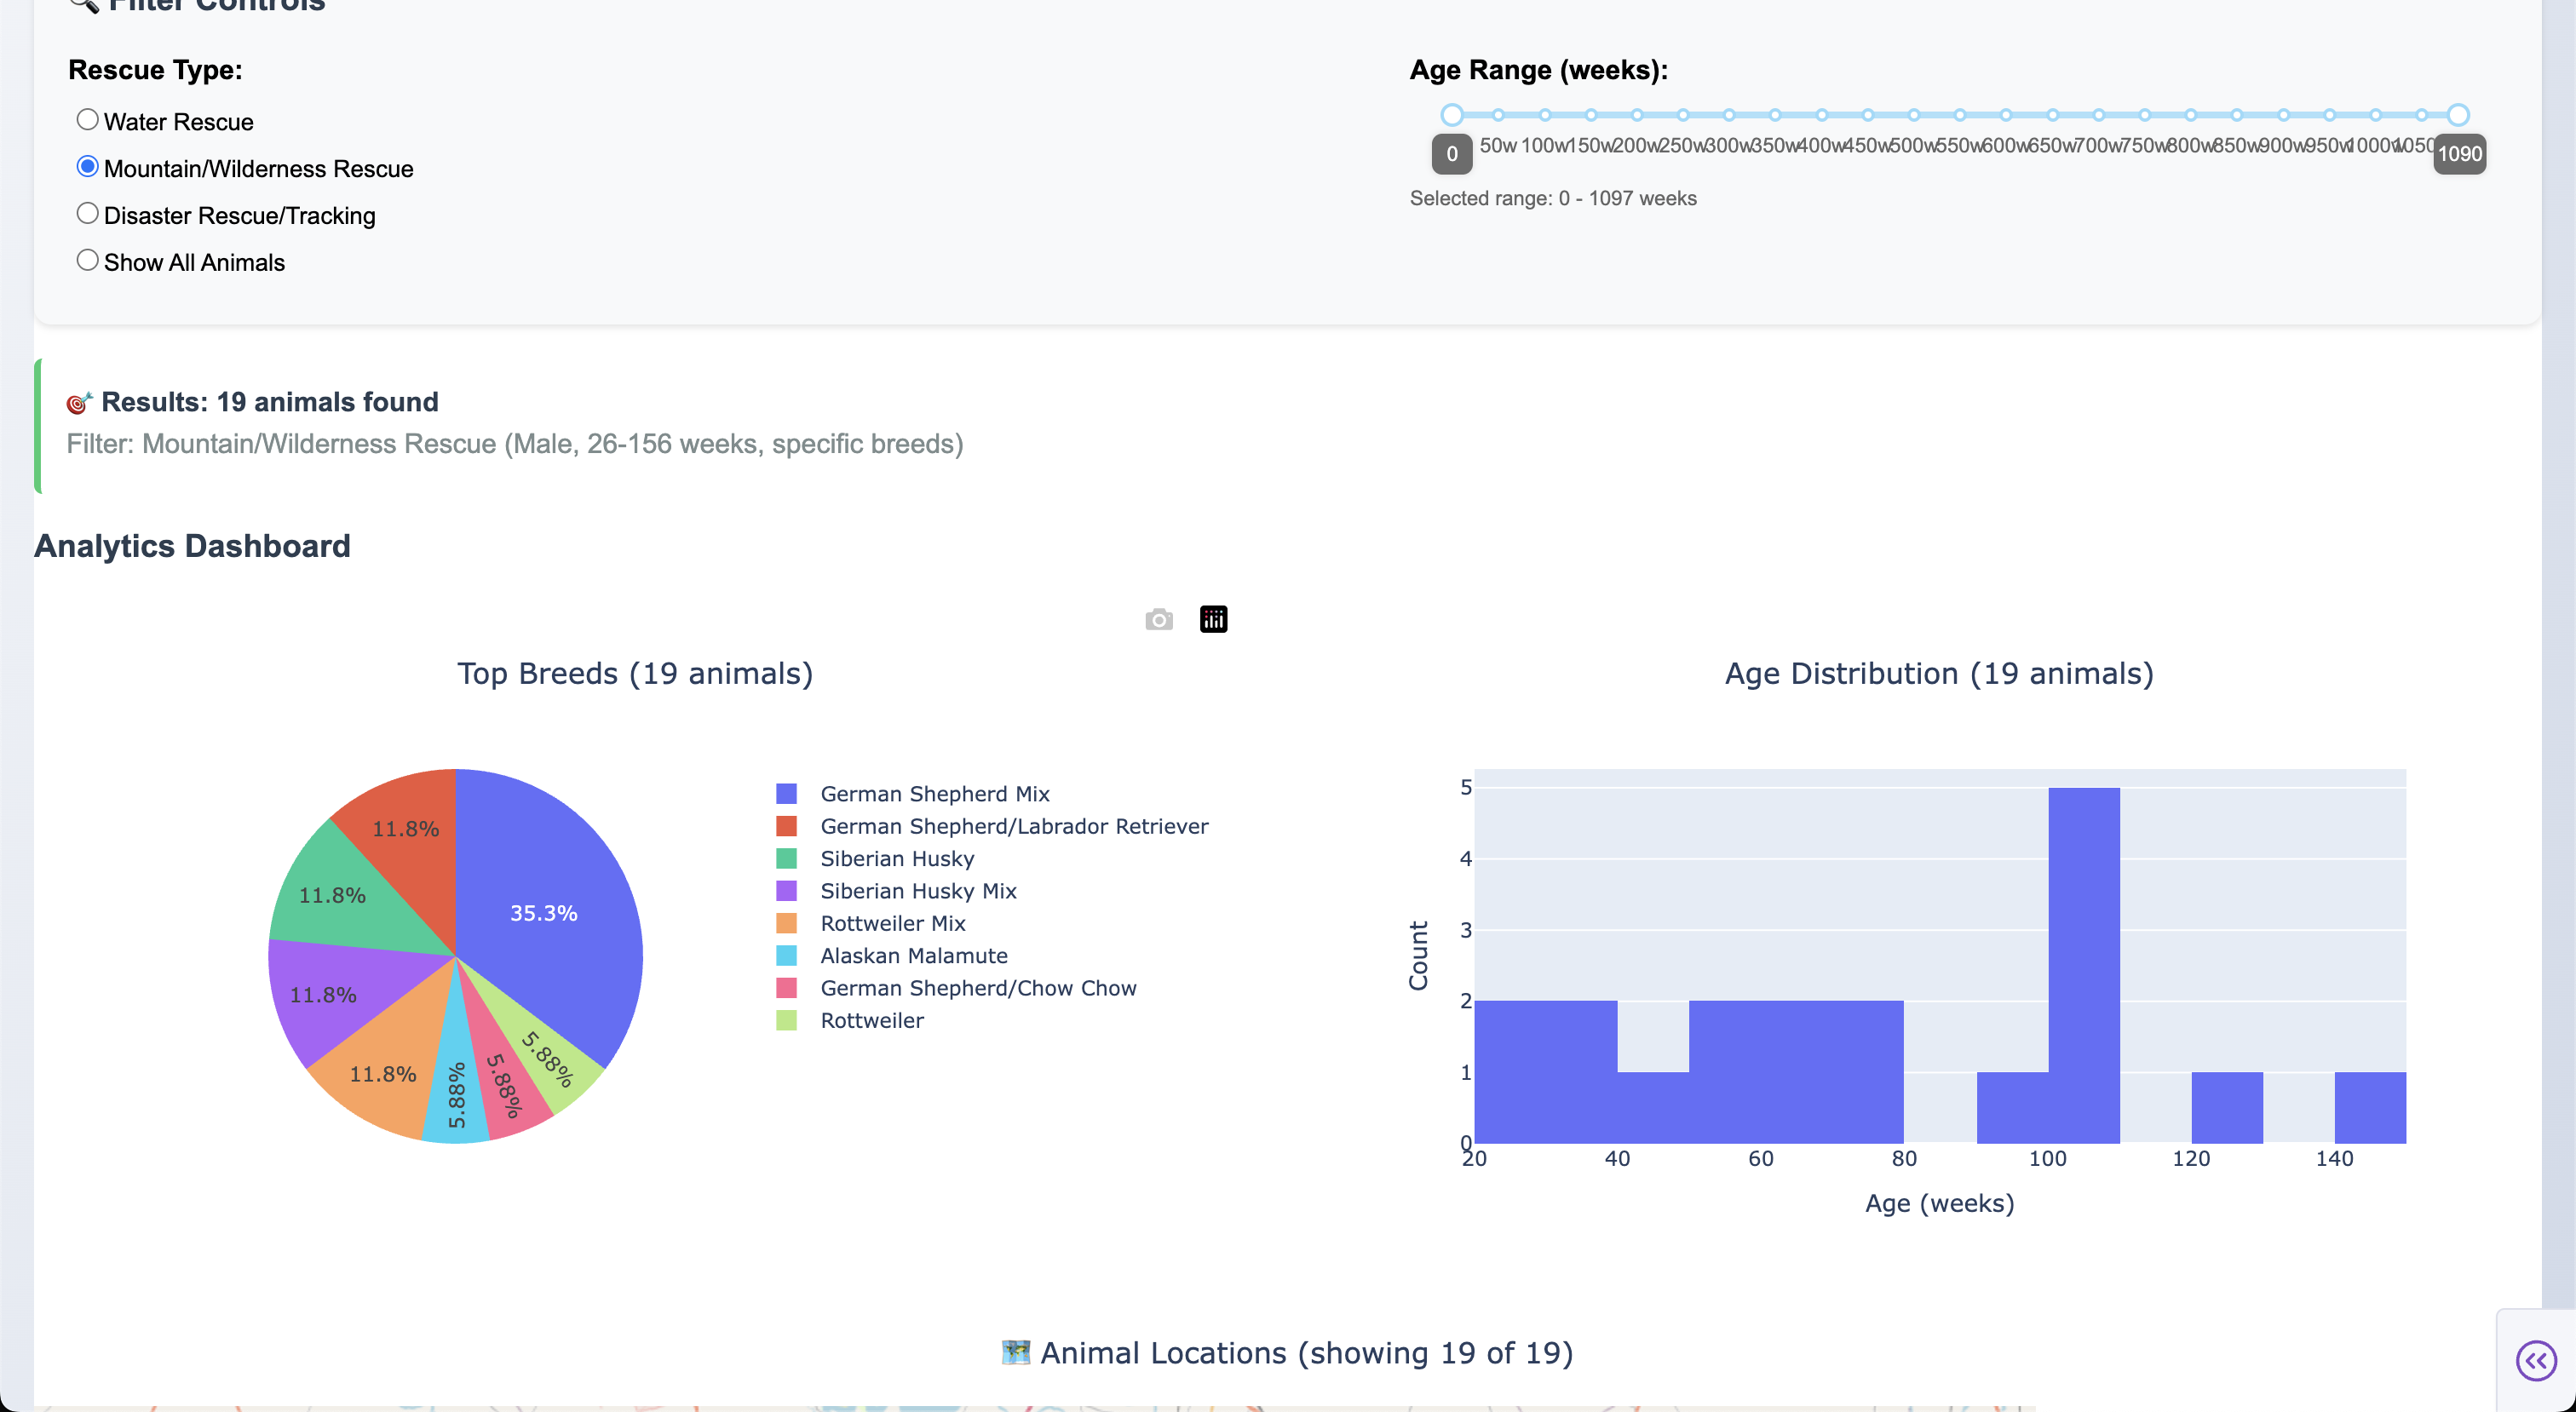 Filter Controls
Rescue Type:
Water Rescue
Mountain/Wilderness Rescue
Disaster Rescue/Tracking
Show All Animals
Age Range (weeks):
50w 100w 150w 200w 250w 300w 350w 400w 450w 500w 550w 600w 650w 700w 750w 800w 850w 900w 950w 1000w 1050
0 1090
Selected range: 0 - 1097 weeks
Results: 19 animals found
Filter: Mountain/Wilderness Rescue (Male, 26-156 weeks, specific breeds)
Analytics Dashboard
Top Breeds (19 animals)
11.8%
35.3%
11.8%
11.8%
11.8%
5.88%
5.88%
5.88%
German Shepherd Mix
German Shepherd/Labrador Retriever
Siberian Husky
Siberian Husky Mix
Rottweiler Mix
Alaskan Malamute
German Shepherd/Chow Chow
Rottweiler
Age Distribution (19 animals)
5
4
3
2
1
0
Count
20 40 60 80 100 120 140
Age (weeks)
Animal Locations (showing 19 of 19)